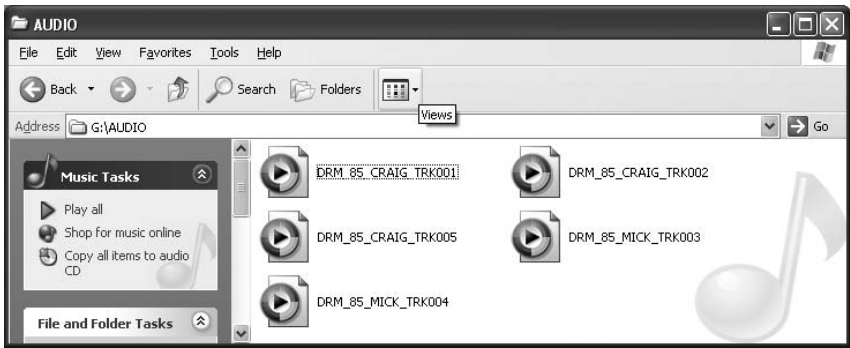 AUDIO
File Edit View Favorites Tools Help
Back Search Folders
Views
Address G:\AUDIO Go
Music Tasks
Play all
Shop for music online
Copy all items to audio
CD
File and Folder Tasks
DRM_85_CRAIG_TRK001 DRM_85_CRAIG_TRK002
DRM_85_CRAIG_TRK005 DRM_85_MICK_TRK003
DRM_85_MICK_TRK004